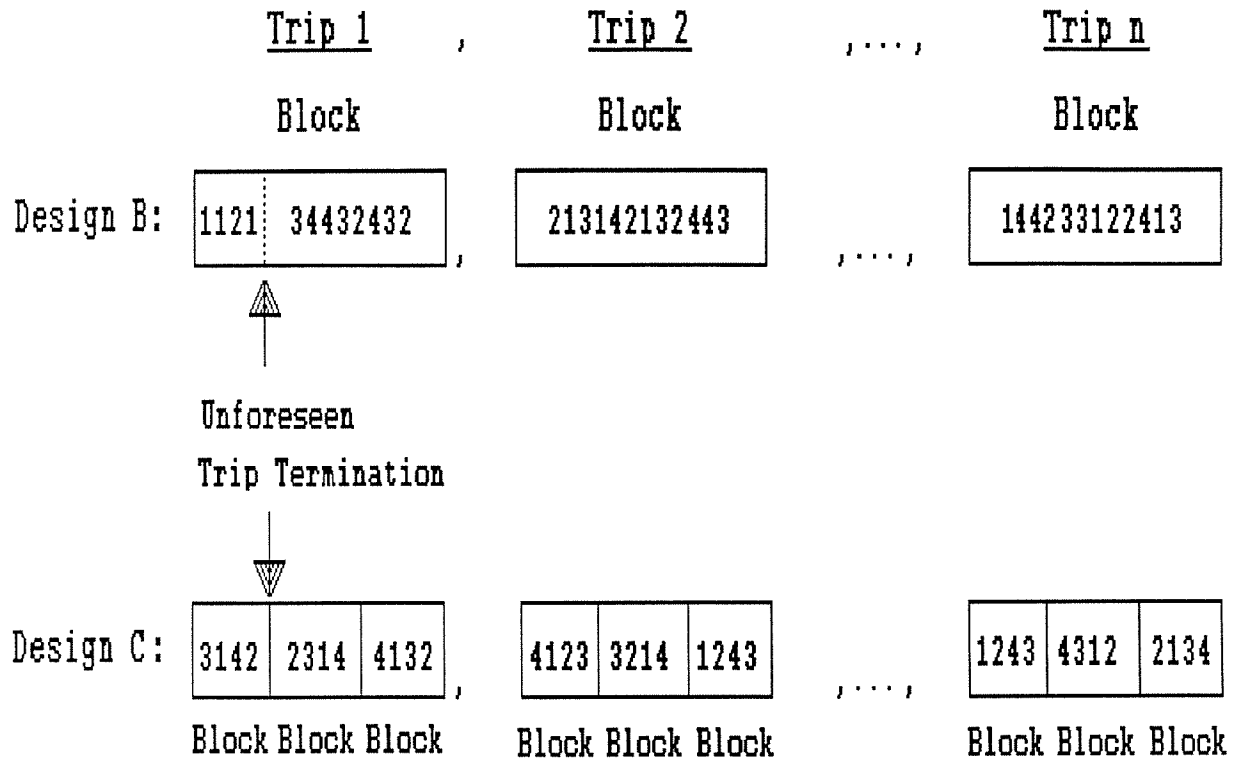 Trip 1 , Trip 2 ,..., Trip n
Block Block Block
Design B: 1121 34432432 , 213142132443 ,..., 144233122413
Unforeseen
Trip Termination
Design C: 3142 2314 4132 , 4123 3214 1243 ,..., 1243 4312 2134
Block Block Block Block Block Block Block Block Block